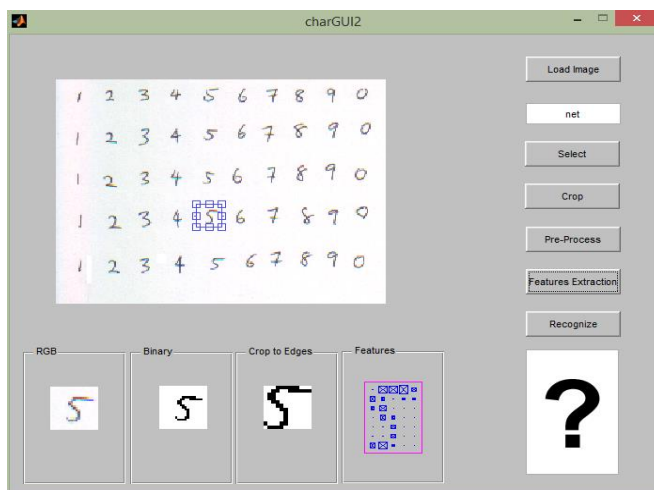 charGUI2
Load Image
net
Select
Crop
Pre-Process
Features Extraction
Recognize
1 2 3 4 5 6 7 8 9 0
1 2 3 4 5 6 7 8 9 0
1 2 3 4 5 6 7 8 9 0
1 2 3 4 5 6 7 8 9 0
1 2 3 4 5 6 7 8 9 0
RGB
Binary
Crop to Edges
Features
5
5
5
?